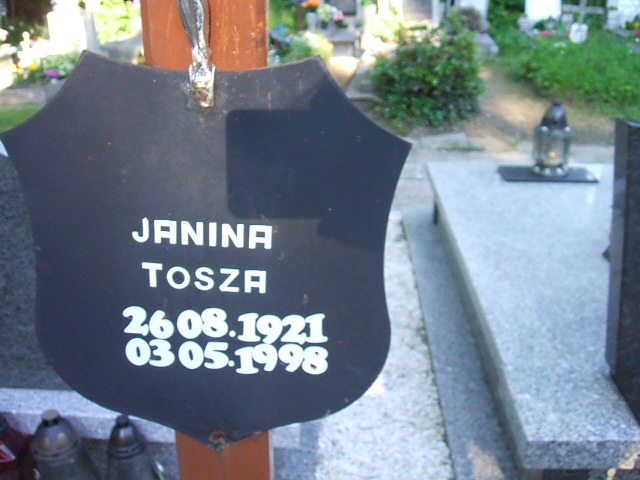 JANINA
TOSZA
26 08. 1921
03 05. 1998